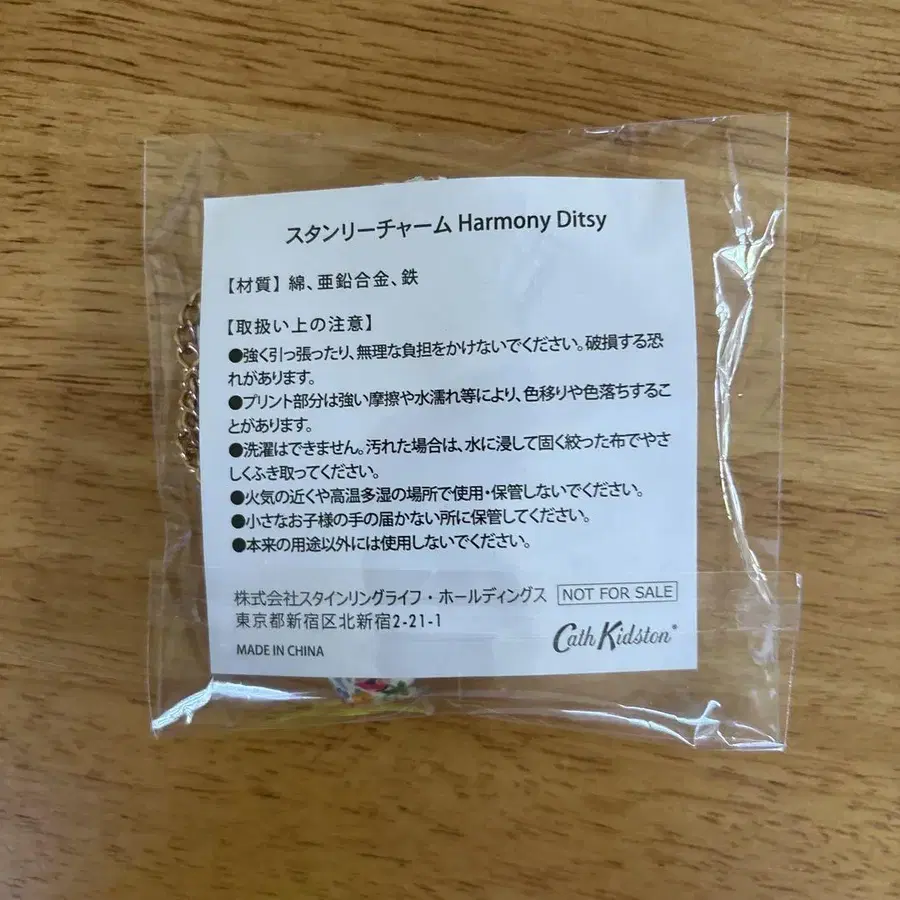 スタンリーチャーム Harmony Ditsy
【材質】 綿、亜鉛合金、鉄
【取扱い上の注意】
●強く引っ張ったり、無理な負担をかけないでください。破損する恐
れがあります。
●プリント部分は強い摩擦や水濡れ等により、色移りや色落ちするこ
とがあります。
●洗濯はできません。汚れた場合は、水に浸して固く絞った布でやさ
しくふき取ってください。
●火気の近くや高温多湿の場所で使用・保管しないでください。
●小さなお子様の手の届かない所に保管してください。
●本来の用途以外には使用しないでください。
株式会社スタインリングライフ・ホールディングス NOT FOR SALE
東京都新宿区北新宿2-21-1
MADE IN CHINA
Cath Kidston®